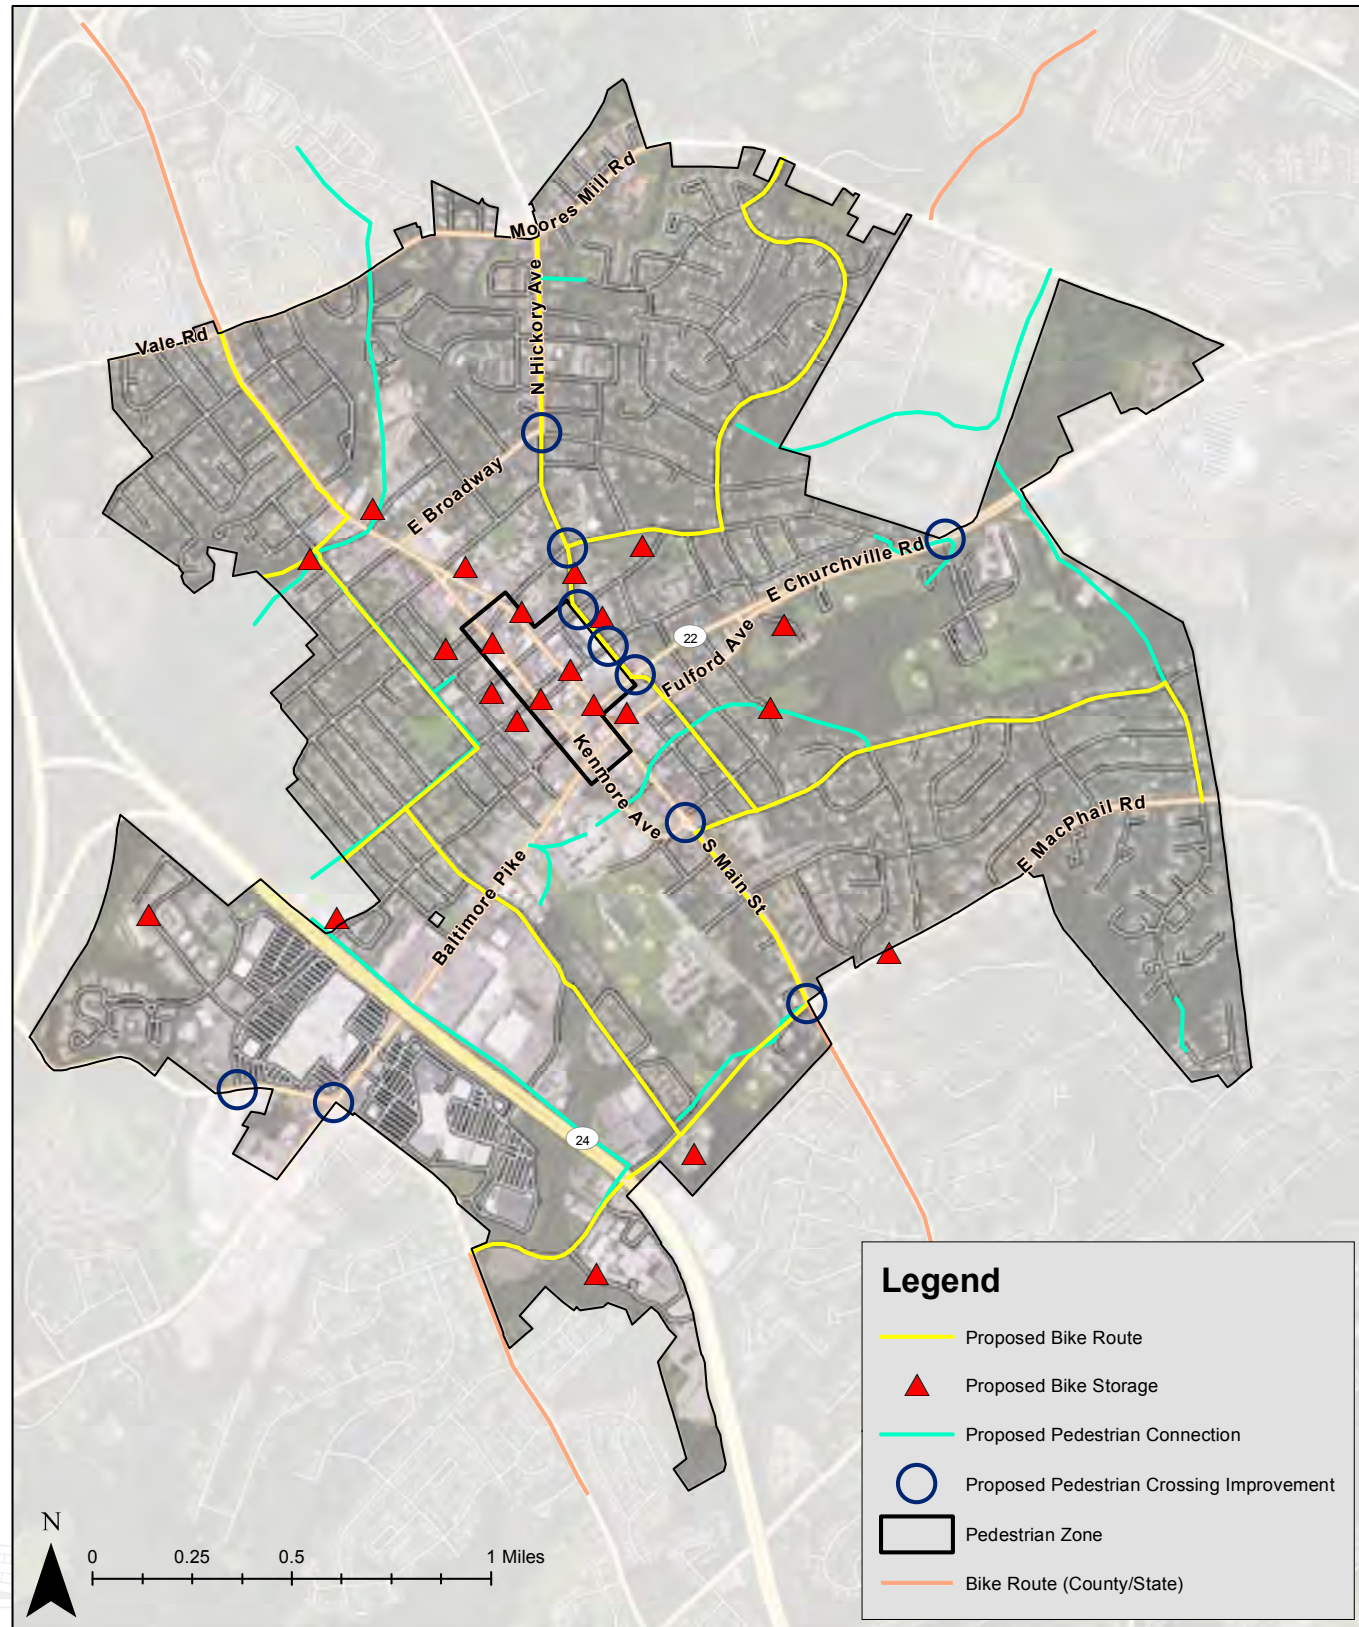 Moores Mill Rd
N Hickory Ave
Vale Rd
E Broadway
E Churchville Rd
22
Fulford Ave
Kenmore Ave
S Main St
E MacPhail Rd
Baltimore Pike
24
Legend
Proposed Bike Route
Proposed Bike Storage
Proposed Pedestrian Connection
Proposed Pedestrian Crossing Improvement
Pedestrian Zone
Bike Route (County/State)
N
0 0.25 0.5 1 Miles